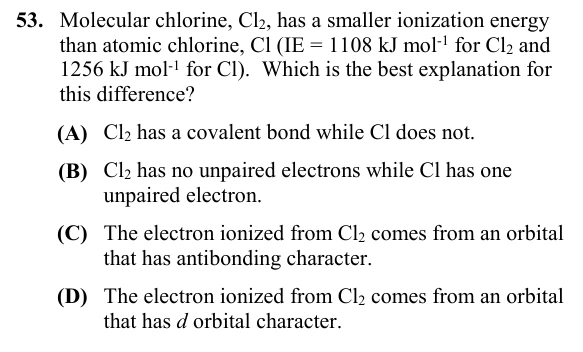 53. Molecular chlorine, Cl₂, has a smaller ionization energy
than atomic chlorine, Cl (IE = 1108 kJ mol⁻¹ for Cl₂ and
1256 kJ mol⁻¹ for Cl). Which is the best explanation for
this difference?
(A) Cl₂ has a covalent bond while Cl does not.
(B) Cl₂ has no unpaired electrons while Cl has one
unpaired electron.
(C) The electron ionized from Cl₂ comes from an orbital
that has antibonding character.
(D) The electron ionized from Cl₂ comes from an orbital
that has d orbital character.